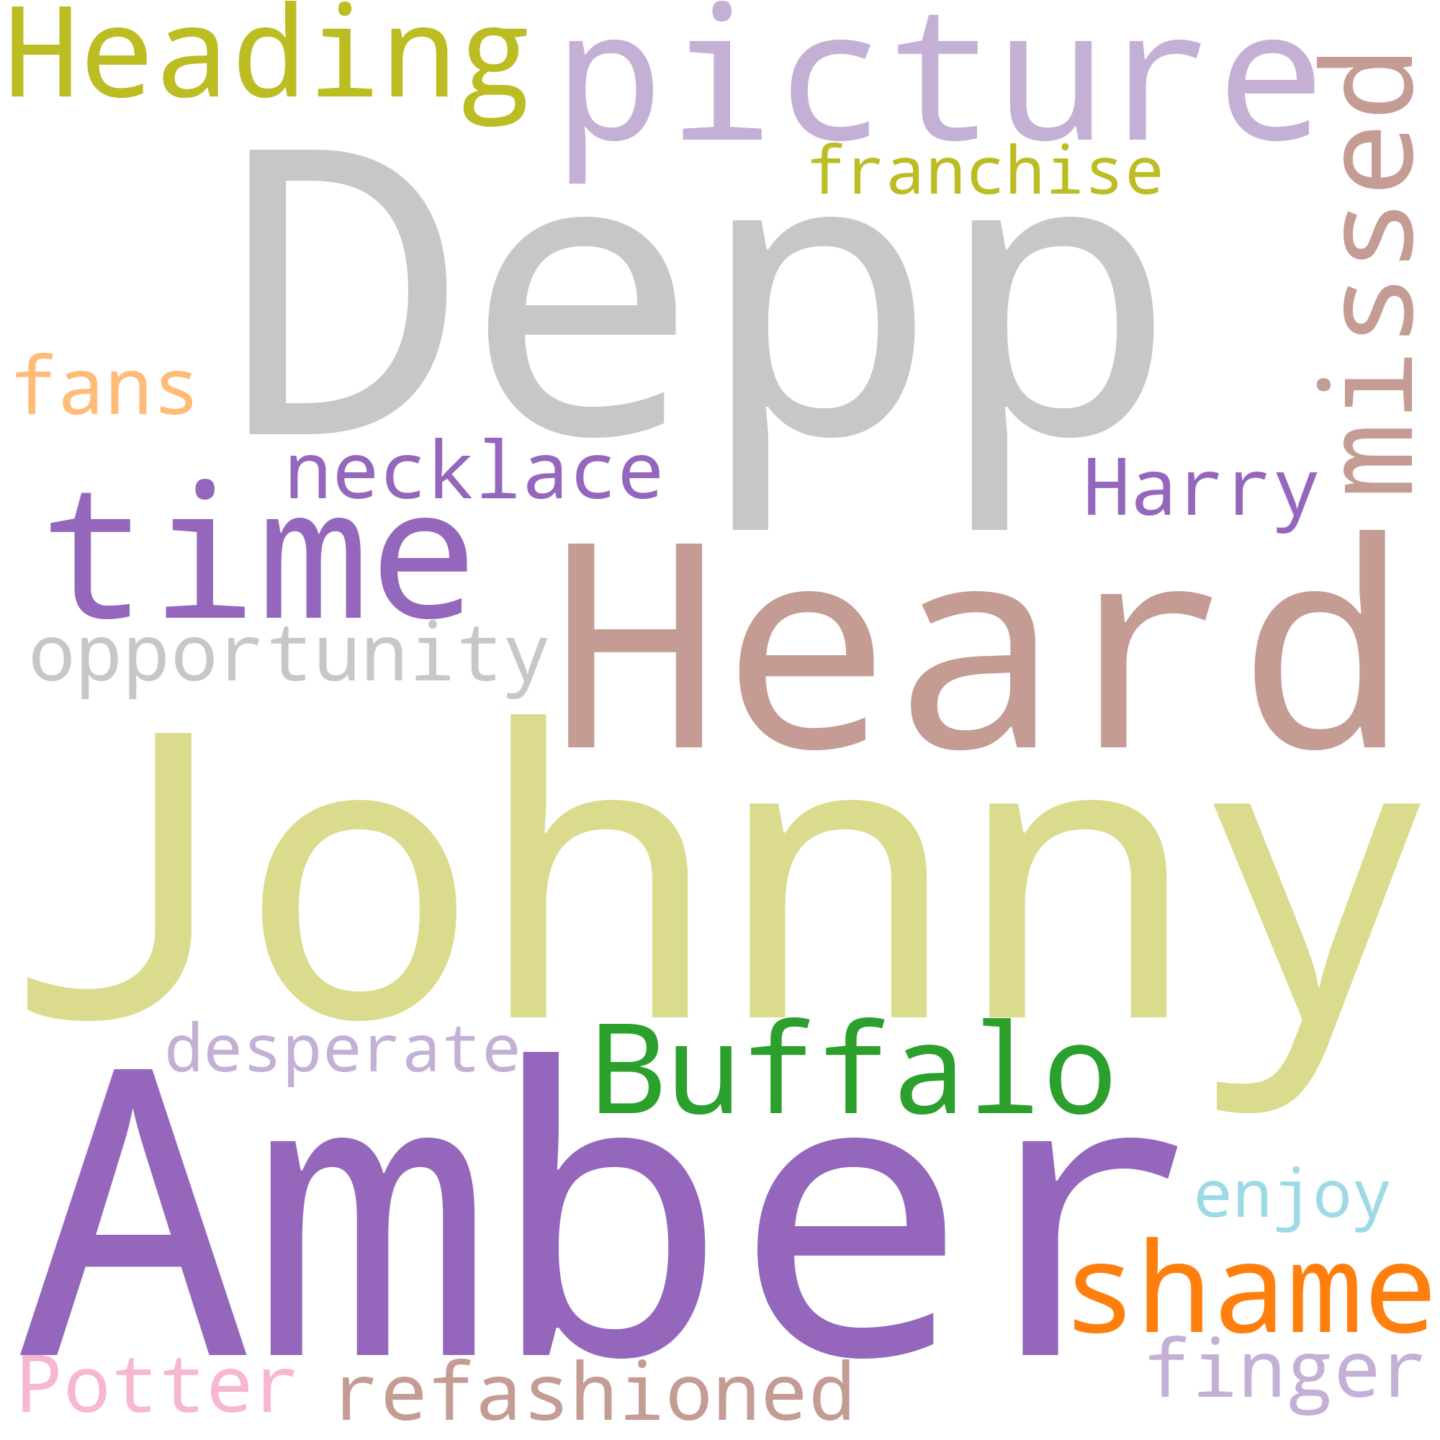 Heading
picture
missed
franchise
Depp
fans
necklace
Harry
time
Heard
opportunity
Johnny
desperate
Buffalo
Amber
enjoy
shame
Potter
refashioned
finger